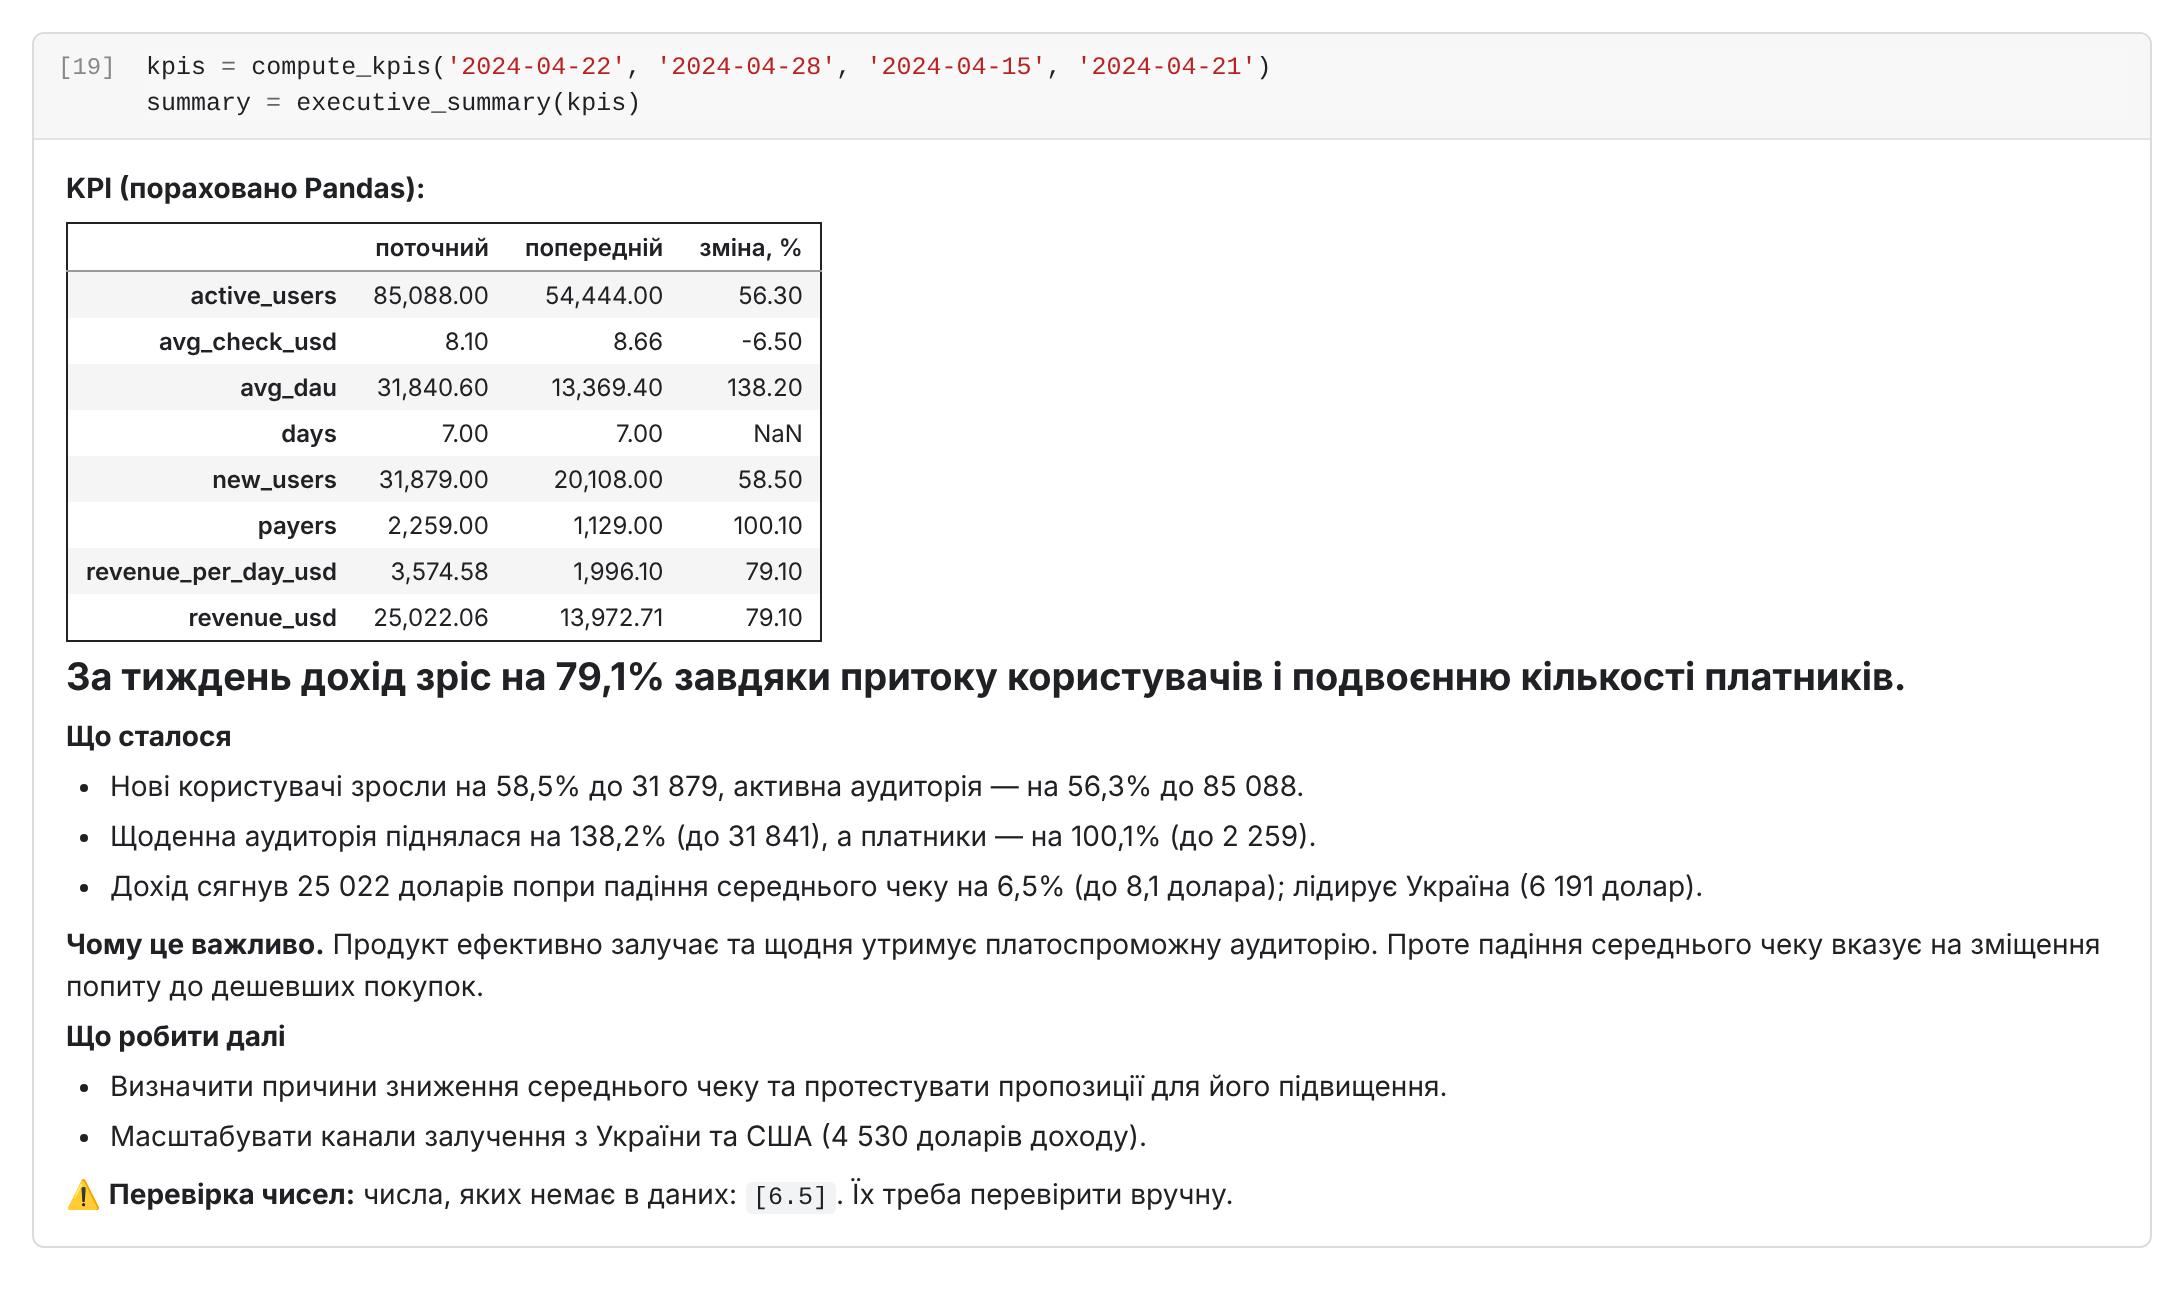 [19] kpis = compute_kpis('2024-04-22', '2024-04-28', '2024-04-15', '2024-04-21')
summary = executive_summary(kpis)
KPI (пораховано Pandas):
поточний попередній зміна, %
active_users 85,088.00 54,444.00 56.30
avg_check_usd 8.10 8.66 -6.50
avg_dau 31,840.60 13,369.40 138.20
days 7.00 7.00 NaN
new_users 31,879.00 20,108.00 58.50
payers 2,259.00 1,129.00 100.10
revenue_per_day_usd 3,574.58 1,996.10 79.10
revenue_usd 25,022.06 13,972.71 79.10
За тиждень дохід зріс на 79,1% завдяки притоку користувачів і подвоєнню кількості платників.
Що сталося
• Нові користувачі зросли на 58,5% до 31 879, активна аудиторія — на 56,3% до 85 088.
• Щоденна аудиторія піднялася на 138,2% (до 31 841), а платники — на 100,1% (до 2 259).
• Дохід сягнув 25 022 доларів попри падіння середнього чеку на 6,5% (до 8,1 долара); лідирує Україна (6 191 долар).
Чому це важливо. Продукт ефективно залучає та щодня утримує платоспроможну аудиторію. Проте падіння середнього чеку вказує на зміщення
попиту до дешевших покупок.
Що робити далі
• Визначити причини зниження середнього чеку та протестувати пропозиції для його підвищення.
• Масштабувати канали залучення з України та США (4 530 доларів доходу).
⚠️ Перевірка чисел: числа, яких немає в даних: [6.5]. Їх треба перевірити вручну.